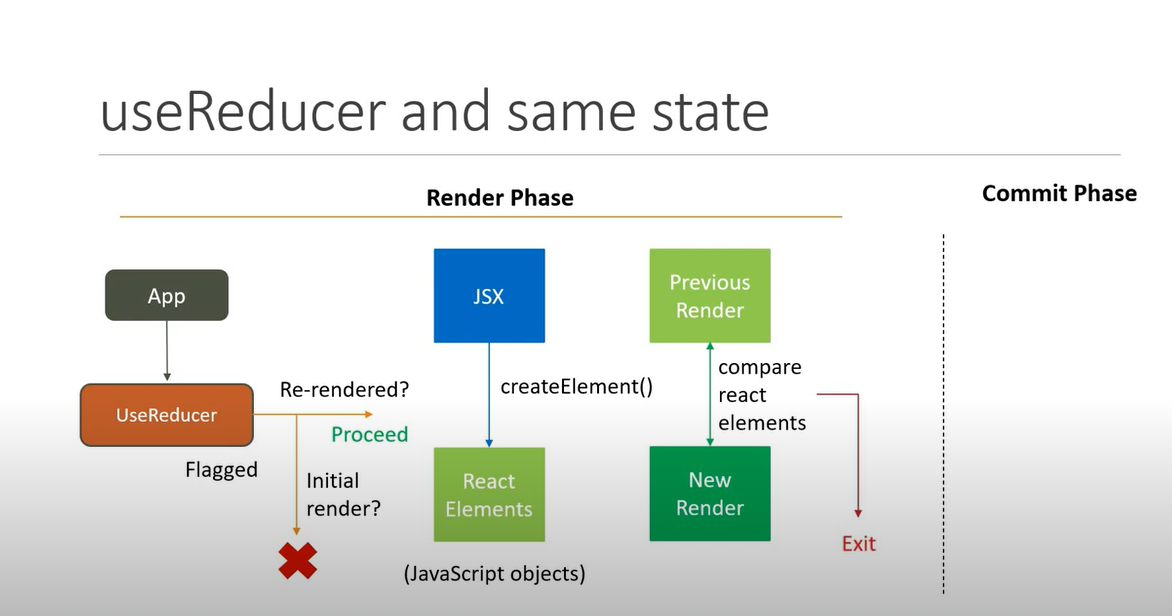 useReducer and same state
Render Phase
Commit Phase
App
UseReducer
Flagged
Re-rendered?
Proceed
Initial
render?
JSX
createElement()
React
Elements
(JavaScript objects)
Previous
Render
compare
react
elements
New
Render
Exit